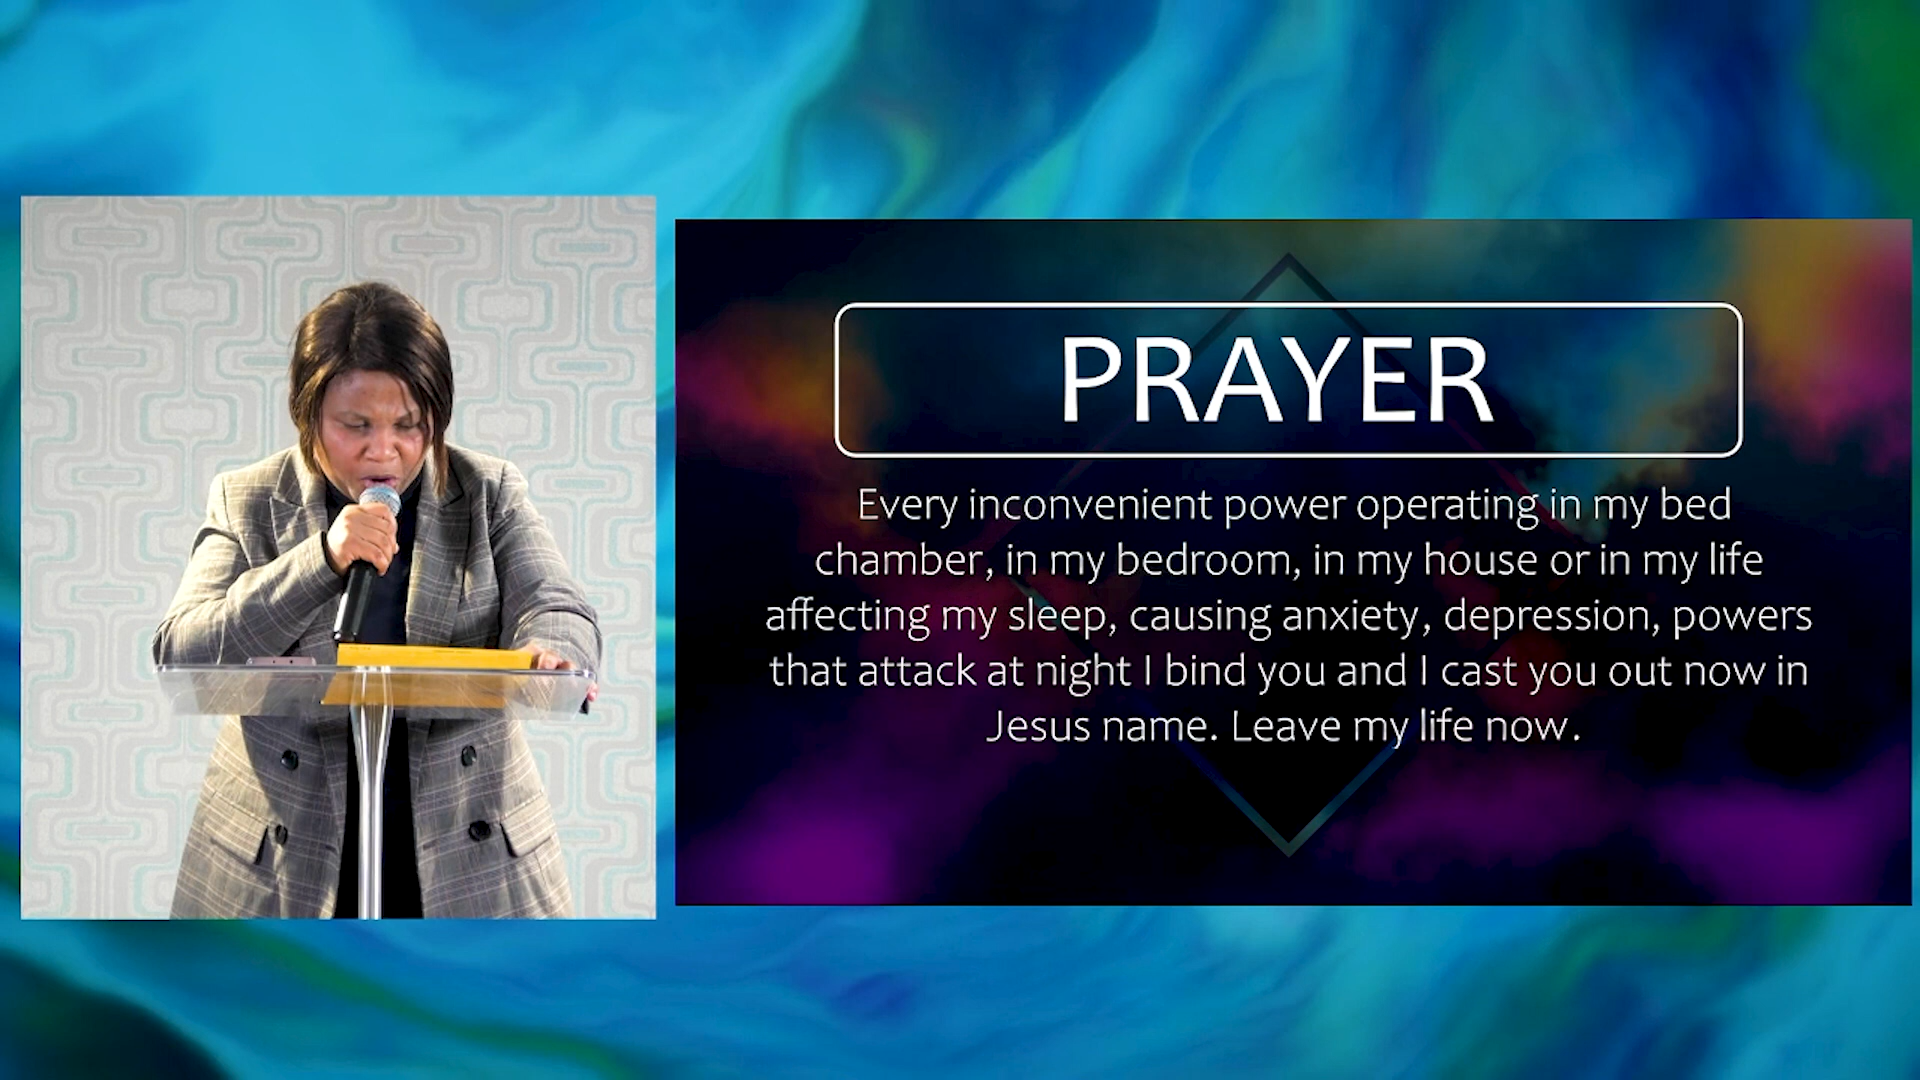 PRAYER
Every inconvenient power operating in my bed
chamber, in my bedroom, in my house or in my life
affecting my sleep, causing anxiety, depression, powers
that attack at night I bind you and I cast you out now in
Jesus name. Leave my life now.